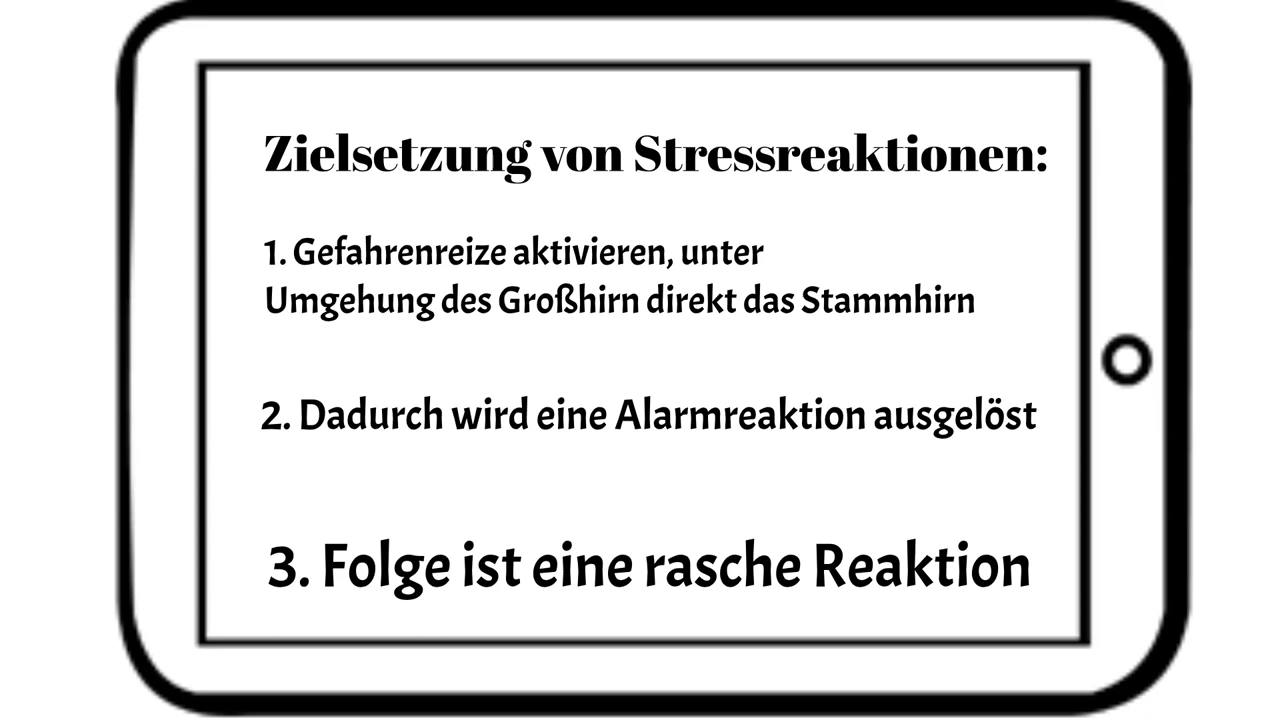 Zielsetzung von Stressreaktionen:
1. Gefahrenreize aktivieren, unter
Umgehung des Großhirn direkt das Stammhirn
2. Dadurch wird eine Alarmreaktion ausgelöst
3. Folge ist eine rasche Reaktion